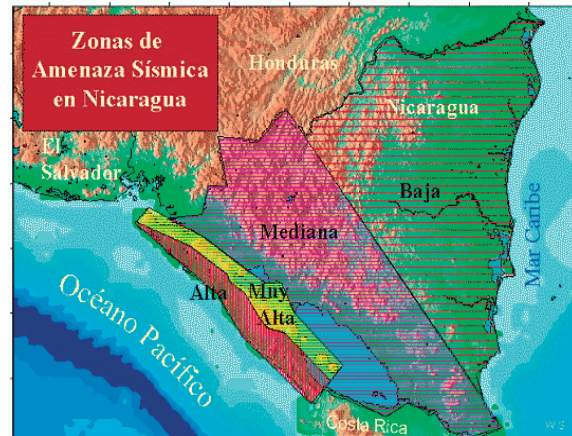 Zonas de
Amenaza Sísmica
en Nicaragua
Honduras
Nicaragua
El
Salvador
Baja
Mediana
Mar Caribe
Alta
Muy
Alta
Océano Pacífico
Costa Rica
W S